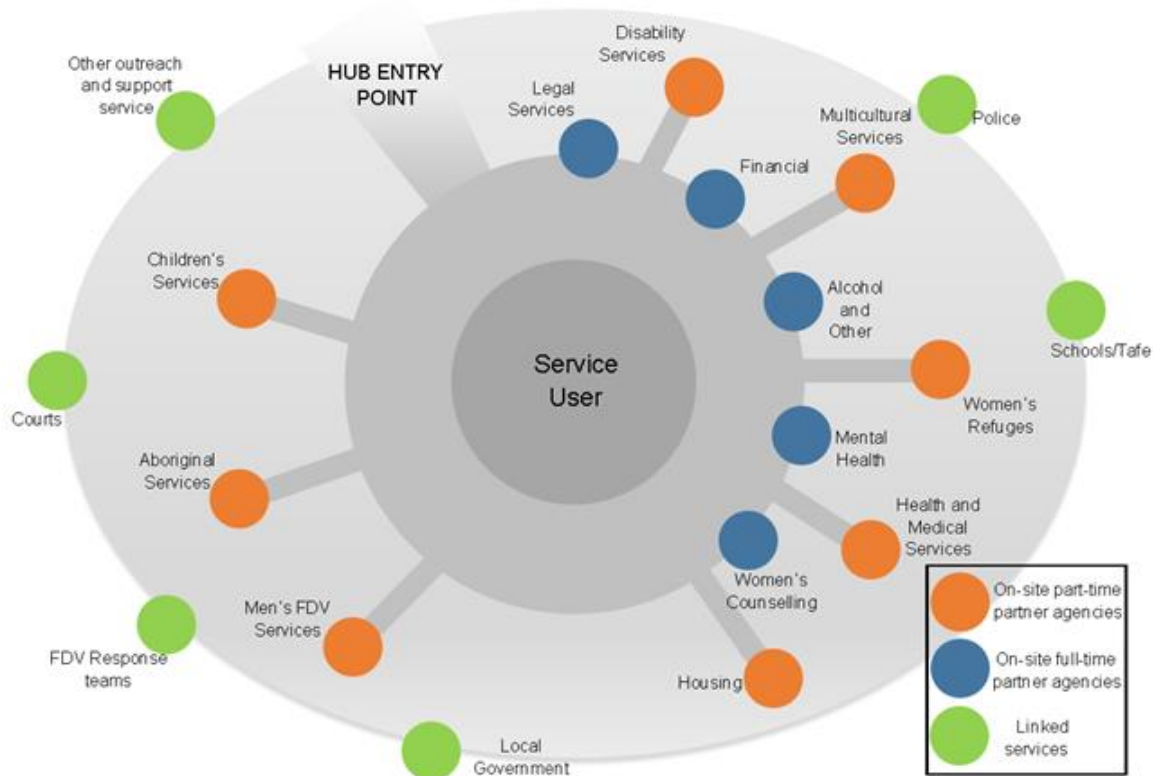 Other outreach
and support
service
HUB ENTRY
POINT
Legal
Services
Disability
Services
Multicultural
Services
Police
Financial
Children's
Services
Alcohol
and
Other
Schools/Tafe
Service
User
Courts
Women's
Refuges
Mental
Health
Aboriginal
Services
Health and
Medical
Services
Women's
Counselling
Men's FDV
Services
FDV Response
teams
Housing
Local
Government
On-site part-time
partner agencies
On-site full-time
partner agencies
Linked
services